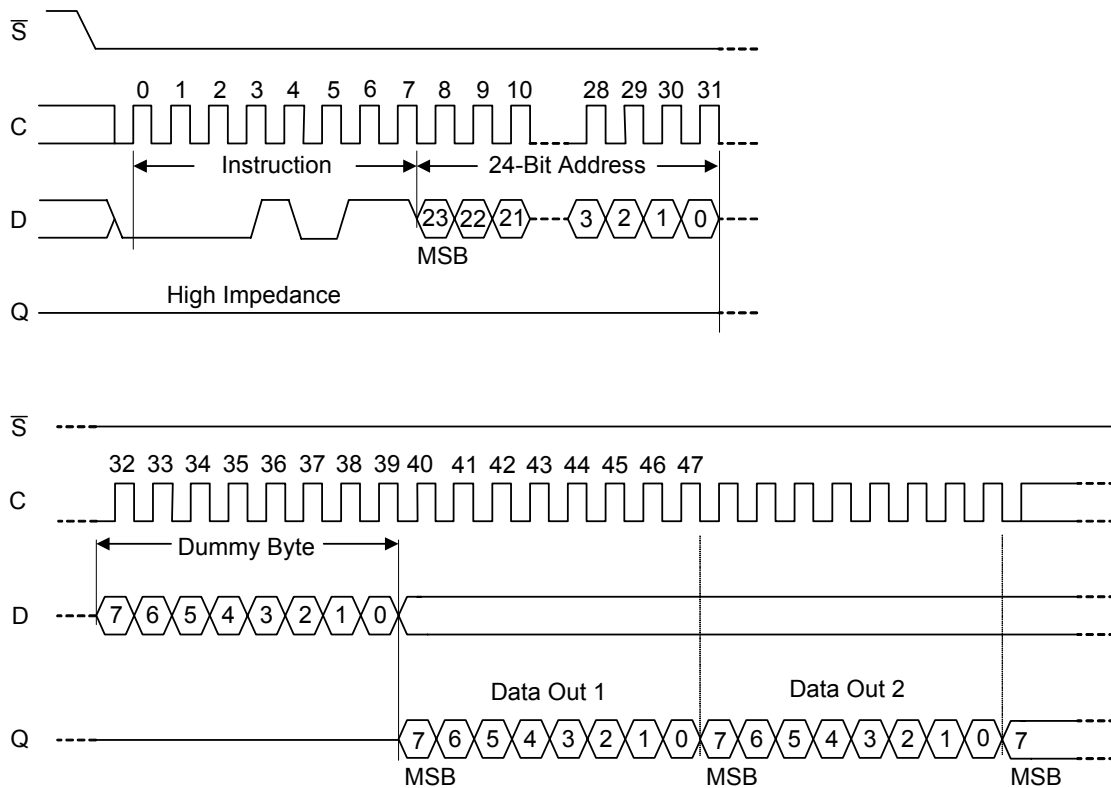 S̅
0 1 2 3 4 5 6 7 8 9 10 28 29 30 31
C
Instruction 24-Bit Address
D 23 22 21 3 2 1 0
MSB
High Impedance
Q
S̅
32 33 34 35 36 37 38 39 40 41 42 43 44 45 46 47
C
Dummy Byte
D 7 6 5 4 3 2 1 0
Data Out 1 Data Out 2
Q 7 6 5 4 3 2 1 0 7 6 5 4 3 2 1 0 7
MSB MSB MSB